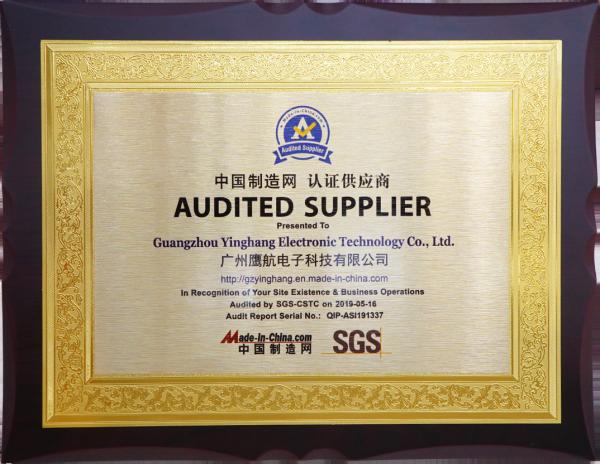 Made-in-China.com
Audited Supplier
中国制造网 认证供应商
AUDITED SUPPLIER
Presented To
Guangzhou Yinghang Electronic Technology Co., Ltd.
广州鹰航电子科技有限公司
http://gzyinghang.en.made-in-china.com/
In Recognition of Your Site Existence & Business Operations
Audited by SGS-CSTC on 2019-05-16
Audit Report Serial No.: QIP-ASI191337
Made-in-China.com
中国制造网
SGS